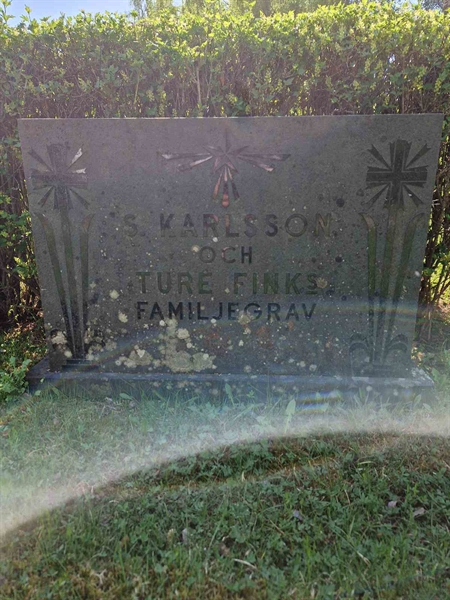 S. KARLSSON
OCH
TURE FINKS
FAMILJEGRAV